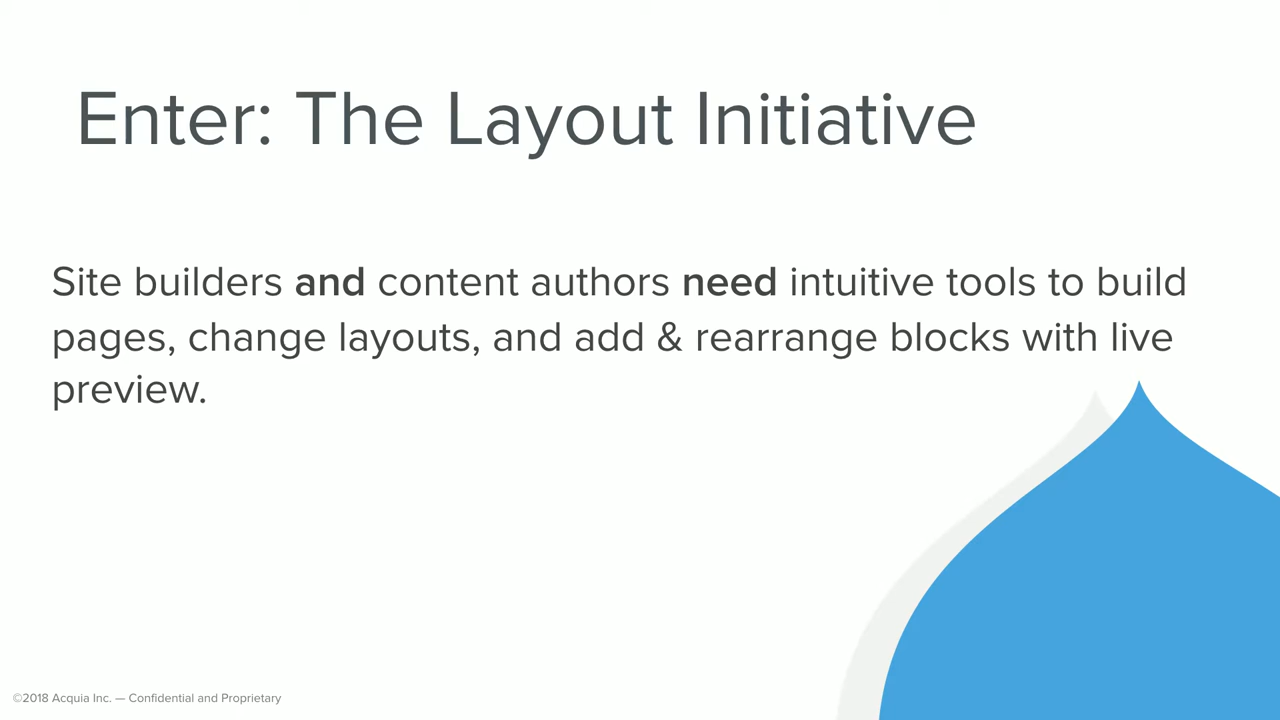 Enter: The Layout Initiative
Site builders and content authors need intuitive tools to build
pages, change layouts, and add & rearrange blocks with live
preview.
©2018 Acquia Inc. — Confidential and Proprietary